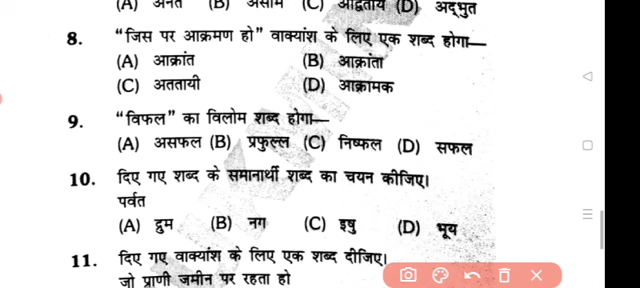 (A) अनंत (B) असीम (C) अद्वितीय (D) अद्भुत
8. “जिस पर आक्रमण हो” वाक्यांश के लिए एक शब्द होगा—
(A) आक्रांत (B) आक्रांता
(C) अततायी (D) आक्रामक
9. “विफल” का विलोम शब्द होगा—
(A) असफल (B) प्रफुल्ल (C) निष्फल (D) सफल
10. दिए गए शब्द के समानार्थी शब्द का चयन कीजिए।
पर्वत
(A) द्रुम (B) नग (C) इषु (D) भूय
11. दिए गए वाक्यांश के लिए एक शब्द दीजिए।
जो प्राणी जमीन पर रहता हो